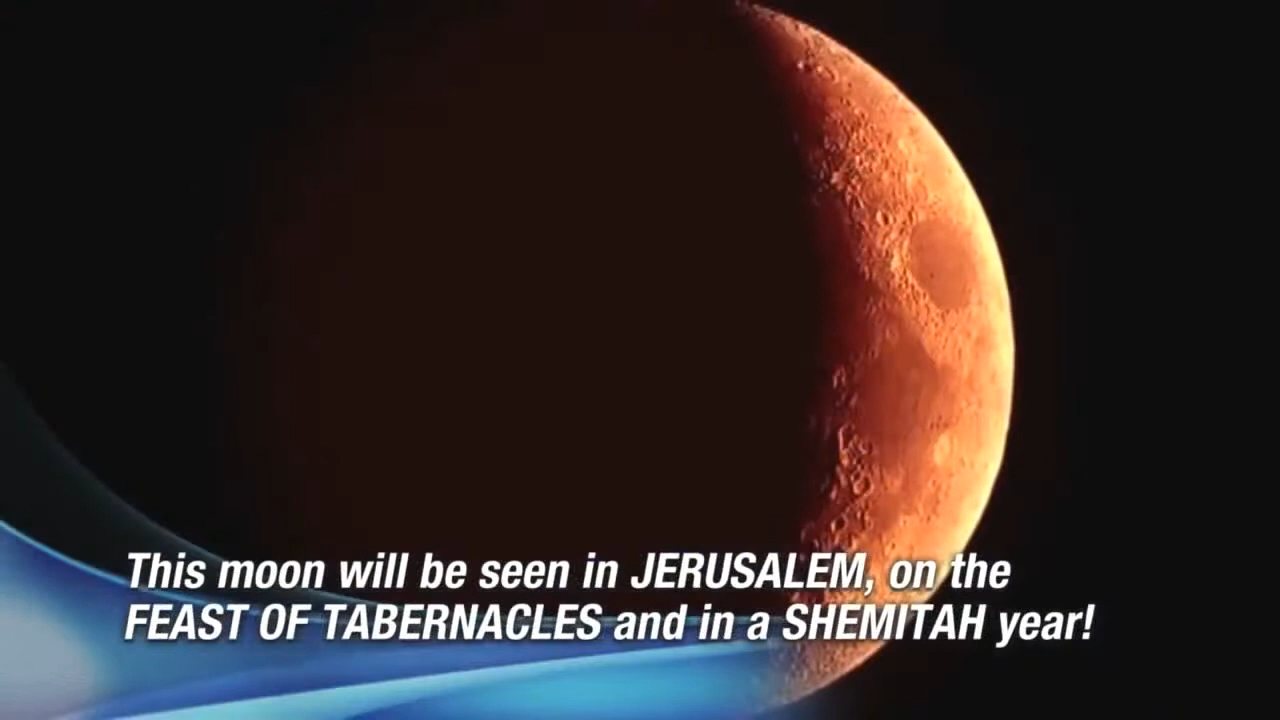 This moon will be seen in JERUSALEM, on the
FEAST OF TABERNACLES and in a SHEMITAH year!